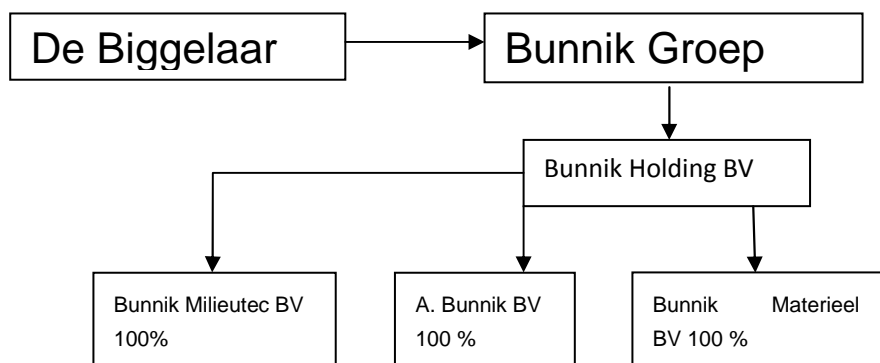 De Biggelaar
Bunnik Groep
Bunnik Holding BV
Bunnik Milieutec BV
100%
A. Bunnik BV
100 %
Bunnik Materieel
BV 100 %